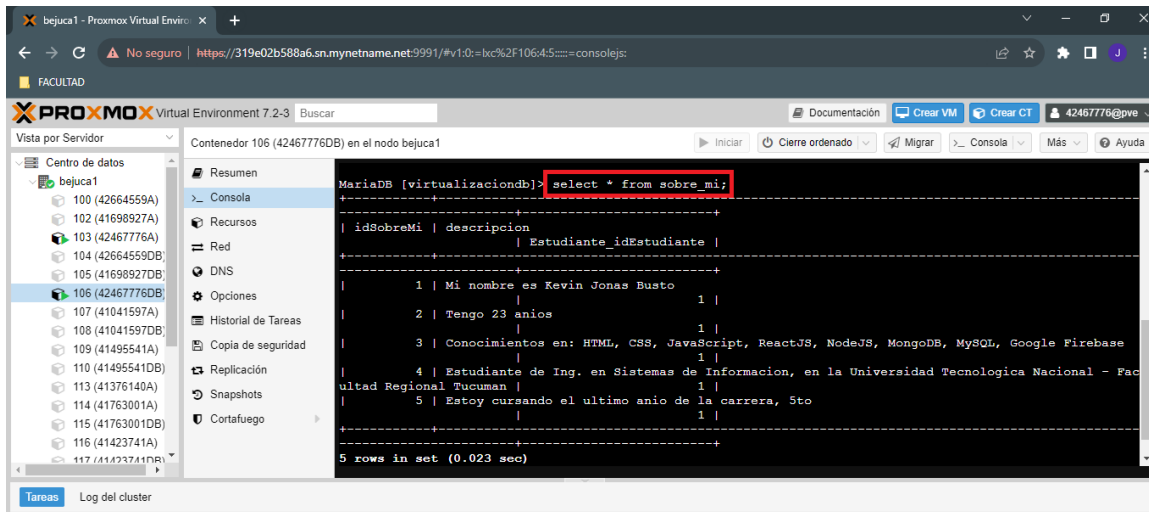 bejuca1 - Proxmox Virtual Enviro
No seguro | https://319e02b588a6.sn.mynetname.net:9991/#v1:0:=lxc%2F106:4:5:::::=consolejs:
J
FACULTAD
PROXMOX Virtual Environment 7.2-3 Buscar
Documentación Crear VM Crear CT 42467776@pve
Vista por Servidor
Contenedor 106 (42467776DB) en el nodo bejuca1
Iniciar Cierre ordenado Migrar >_ Consola Más Ayuda
Centro de datos
bejuca1
100 (42664559A)
102 (41698927A)
103 (42467776A)
104 (42664559DB)
105 (41698927DB)
106 (42467776DB)
107 (41041597A)
108 (41041597DB)
109 (41495541A)
110 (41495541DB)
113 (41376140A)
114 (41763001A)
115 (41763001DB)
116 (41423741A)
117 (41423741DB)
Resumen
>_ Consola
Recursos
Red
DNS
Opciones
Historial de Tareas
Copia de seguridad
Replicación
Snapshots
Cortafuego
MariaDB [virtualizaciondb]> select * from sobre_mi;
+-----------+---------------------------------------------------------------------
----------------------+-----------------------+
| idSobreMi | descripcion
| Estudiante_idEstudiante |
+-----------+---------------------------------------------------------------------
----------------------+-----------------------+
| 1 | Mi nombre es Kevin Jonas Busto
| 1 |
| 2 | Tengo 23 anios
| 1 |
| 3 | Conocimientos en: HTML, CSS, JavaScript, ReactJS, NodeJS, MongoDB, MySQL, Google Firebase
| 1 |
| 4 | Estudiante de Ing. en Sistemas de Informacion, en la Universidad Tecnologica Nacional - Fac
ultad Regional Tucuman | 1 |
| 5 | Estoy cursando el ultimo anio de la carrera, 5to
| 1 |
+-----------+---------------------------------------------------------------------
----------------------+-----------------------+
5 rows in set (0.023 sec)
Tareas Log del cluster